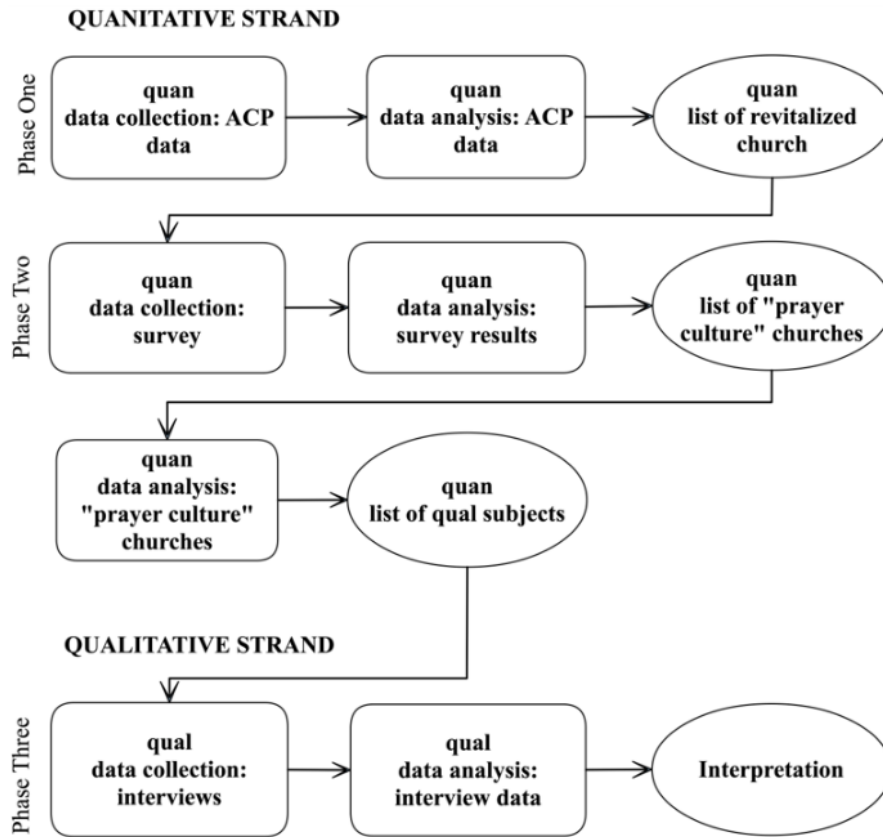 QUANITATIVE STRAND
Phase One
quan
data collection: ACP
data
quan
data analysis: ACP
data
quan
list of revitalized
church
Phase Two
quan
data collection:
survey
quan
data analysis:
survey results
quan
list of "prayer
culture" churches
quan
data analysis:
"prayer culture"
churches
quan
list of qual subjects
QUALITATIVE STRAND
Phase Three
qual
data collection:
interviews
qual
data analysis:
interview data
Interpretation